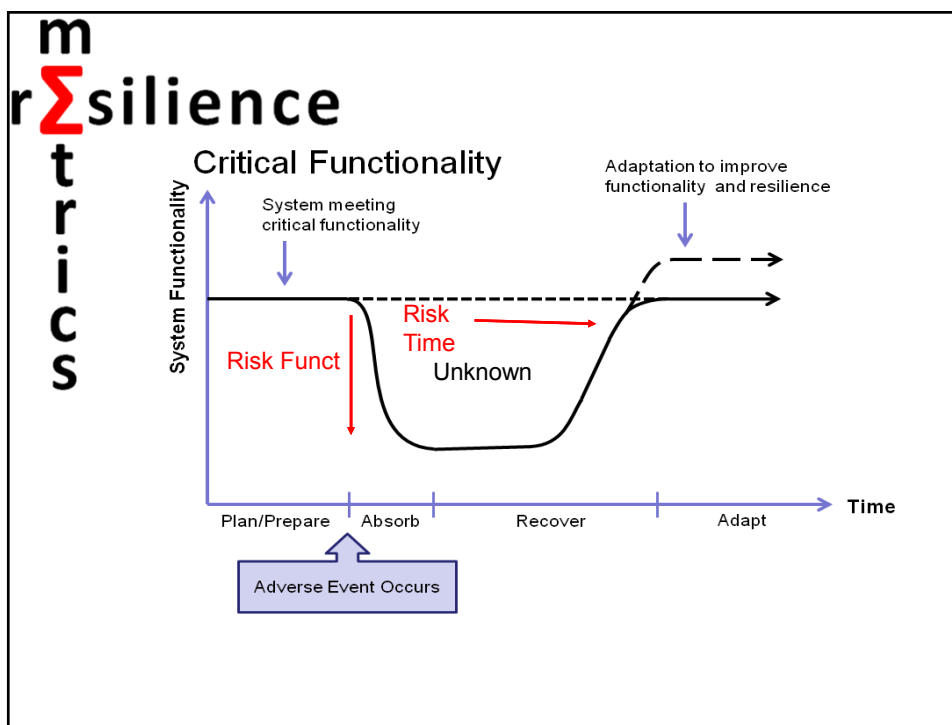 mΣtrics
rΣsilience
Critical Functionality
System meeting
critical functionality
Adaptation to improve
functionality and resilience
System Functionality
Risk Funct
Risk
Time
Unknown
Time
Plan/Prepare
Absorb
Recover
Adapt
Adverse Event Occurs